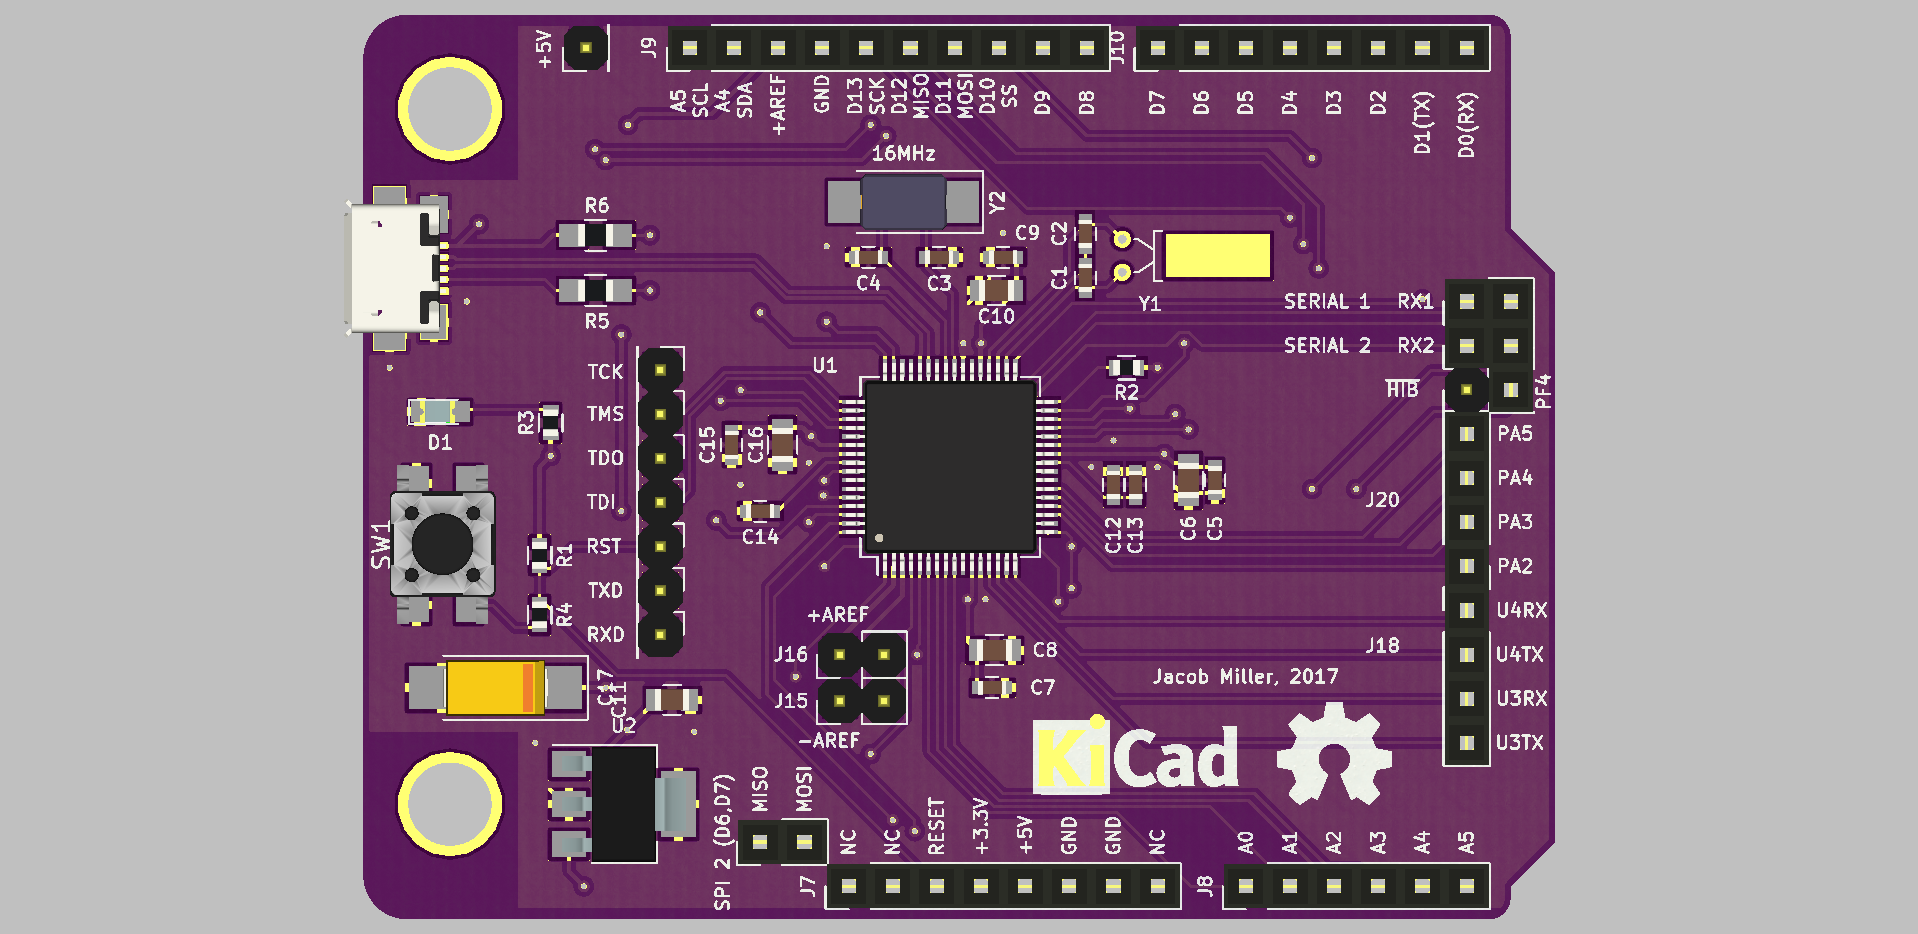 +5V
J9
J10
A5
SCL
A4
SDA
+AREF
GND
D13
SCK
D12
MISO
D11
MOSI
D10
SS
D9
D8
D7
D6
D5
D4
D3
D2
D1(TX)
D0(RX)
16MHz
Y2
R6
C4
C3
C9
C10
C2
C1
Y1
R5
SERIAL 1 RX1
SERIAL 2 RX2
HIB
PF4
U1
R2
TCK
TMS
TDO
TDI
RST
TXD
RXD
D1
R3
C15
C16
C14
C12
C13
C6
C5
PA5
PA4
PA3
PA2
J20
U4RX
U4TX
U3RX
U3TX
J18
SW1
R1
R4
+AREF
J16
J15
-AREF
C8
C7
Jacob Miller, 2017
KiCad
C17
C11
U2
SPI 2 (D6,D7)
MISO
MOSI
NC
NC
RESET
+3.3V
+5V
GND
GND
NC
A0
A1
A2
A3
A4
A5
J7
J8